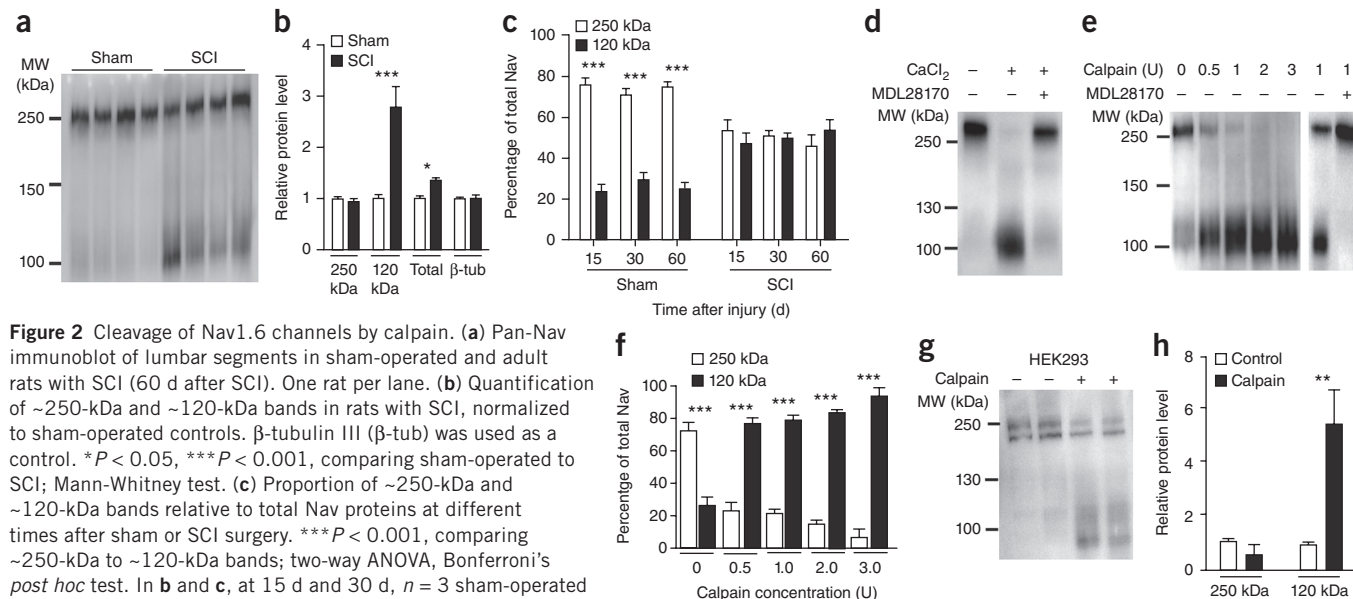 a
MW
(kDa)
Sham SCI
250
150
100
b
Sham
SCI
Relative protein level
4
3
2
1
0
***
*
250 120 Total β-tub
kDa kDa
c
250 kDa
120 kDa
Percentage of total Nav
100
80
60
40
20
0
*** *** ***
15 30 60 15 30 60
Sham SCI
Time after injury (d)
d
CaCl₂ – + +
MDL28170 – – +
MW (kDa)
250
130
100
e
Calpain (U) 0 0.5 1 2 3 1 1
MDL28170 – – – – – – +
MW (kDa)
250
150
100
Figure 2 Cleavage of Nav1.6 channels by calpain. (a) Pan-Nav
immunoblot of lumbar segments in sham-operated and adult
rats with SCI (60 d after SCI). One rat per lane. (b) Quantification
of ~250-kDa and ~120-kDa bands in rats with SCI, normalized
to sham-operated controls. β-tubulin III (β-tub) was used as a
control. *P < 0.05, ***P < 0.001, comparing sham-operated to
SCI; Mann-Whitney test. (c) Proportion of ~250-kDa and
~120-kDa bands relative to total Nav proteins at different
times after sham or SCI surgery. ***P < 0.001, comparing
~250-kDa to ~120-kDa bands; two-way ANOVA, Bonferroni's
post hoc test. In b and c, at 15 d and 30 d, n = 3 sham-operated
f
250 kDa
120 kDa
Percentge of total Nav
100
80
60
40
20
0
*** *** *** *** ***
0 0.5 1.0 2.0 3.0
Calpain concentration (U)
g
HEK293
Calpain – – + +
MW (kDa)
250
130
100
h
Control
Calpain
Relative protein level
8
6
4
2
0
**
250 kDa 120 kDa